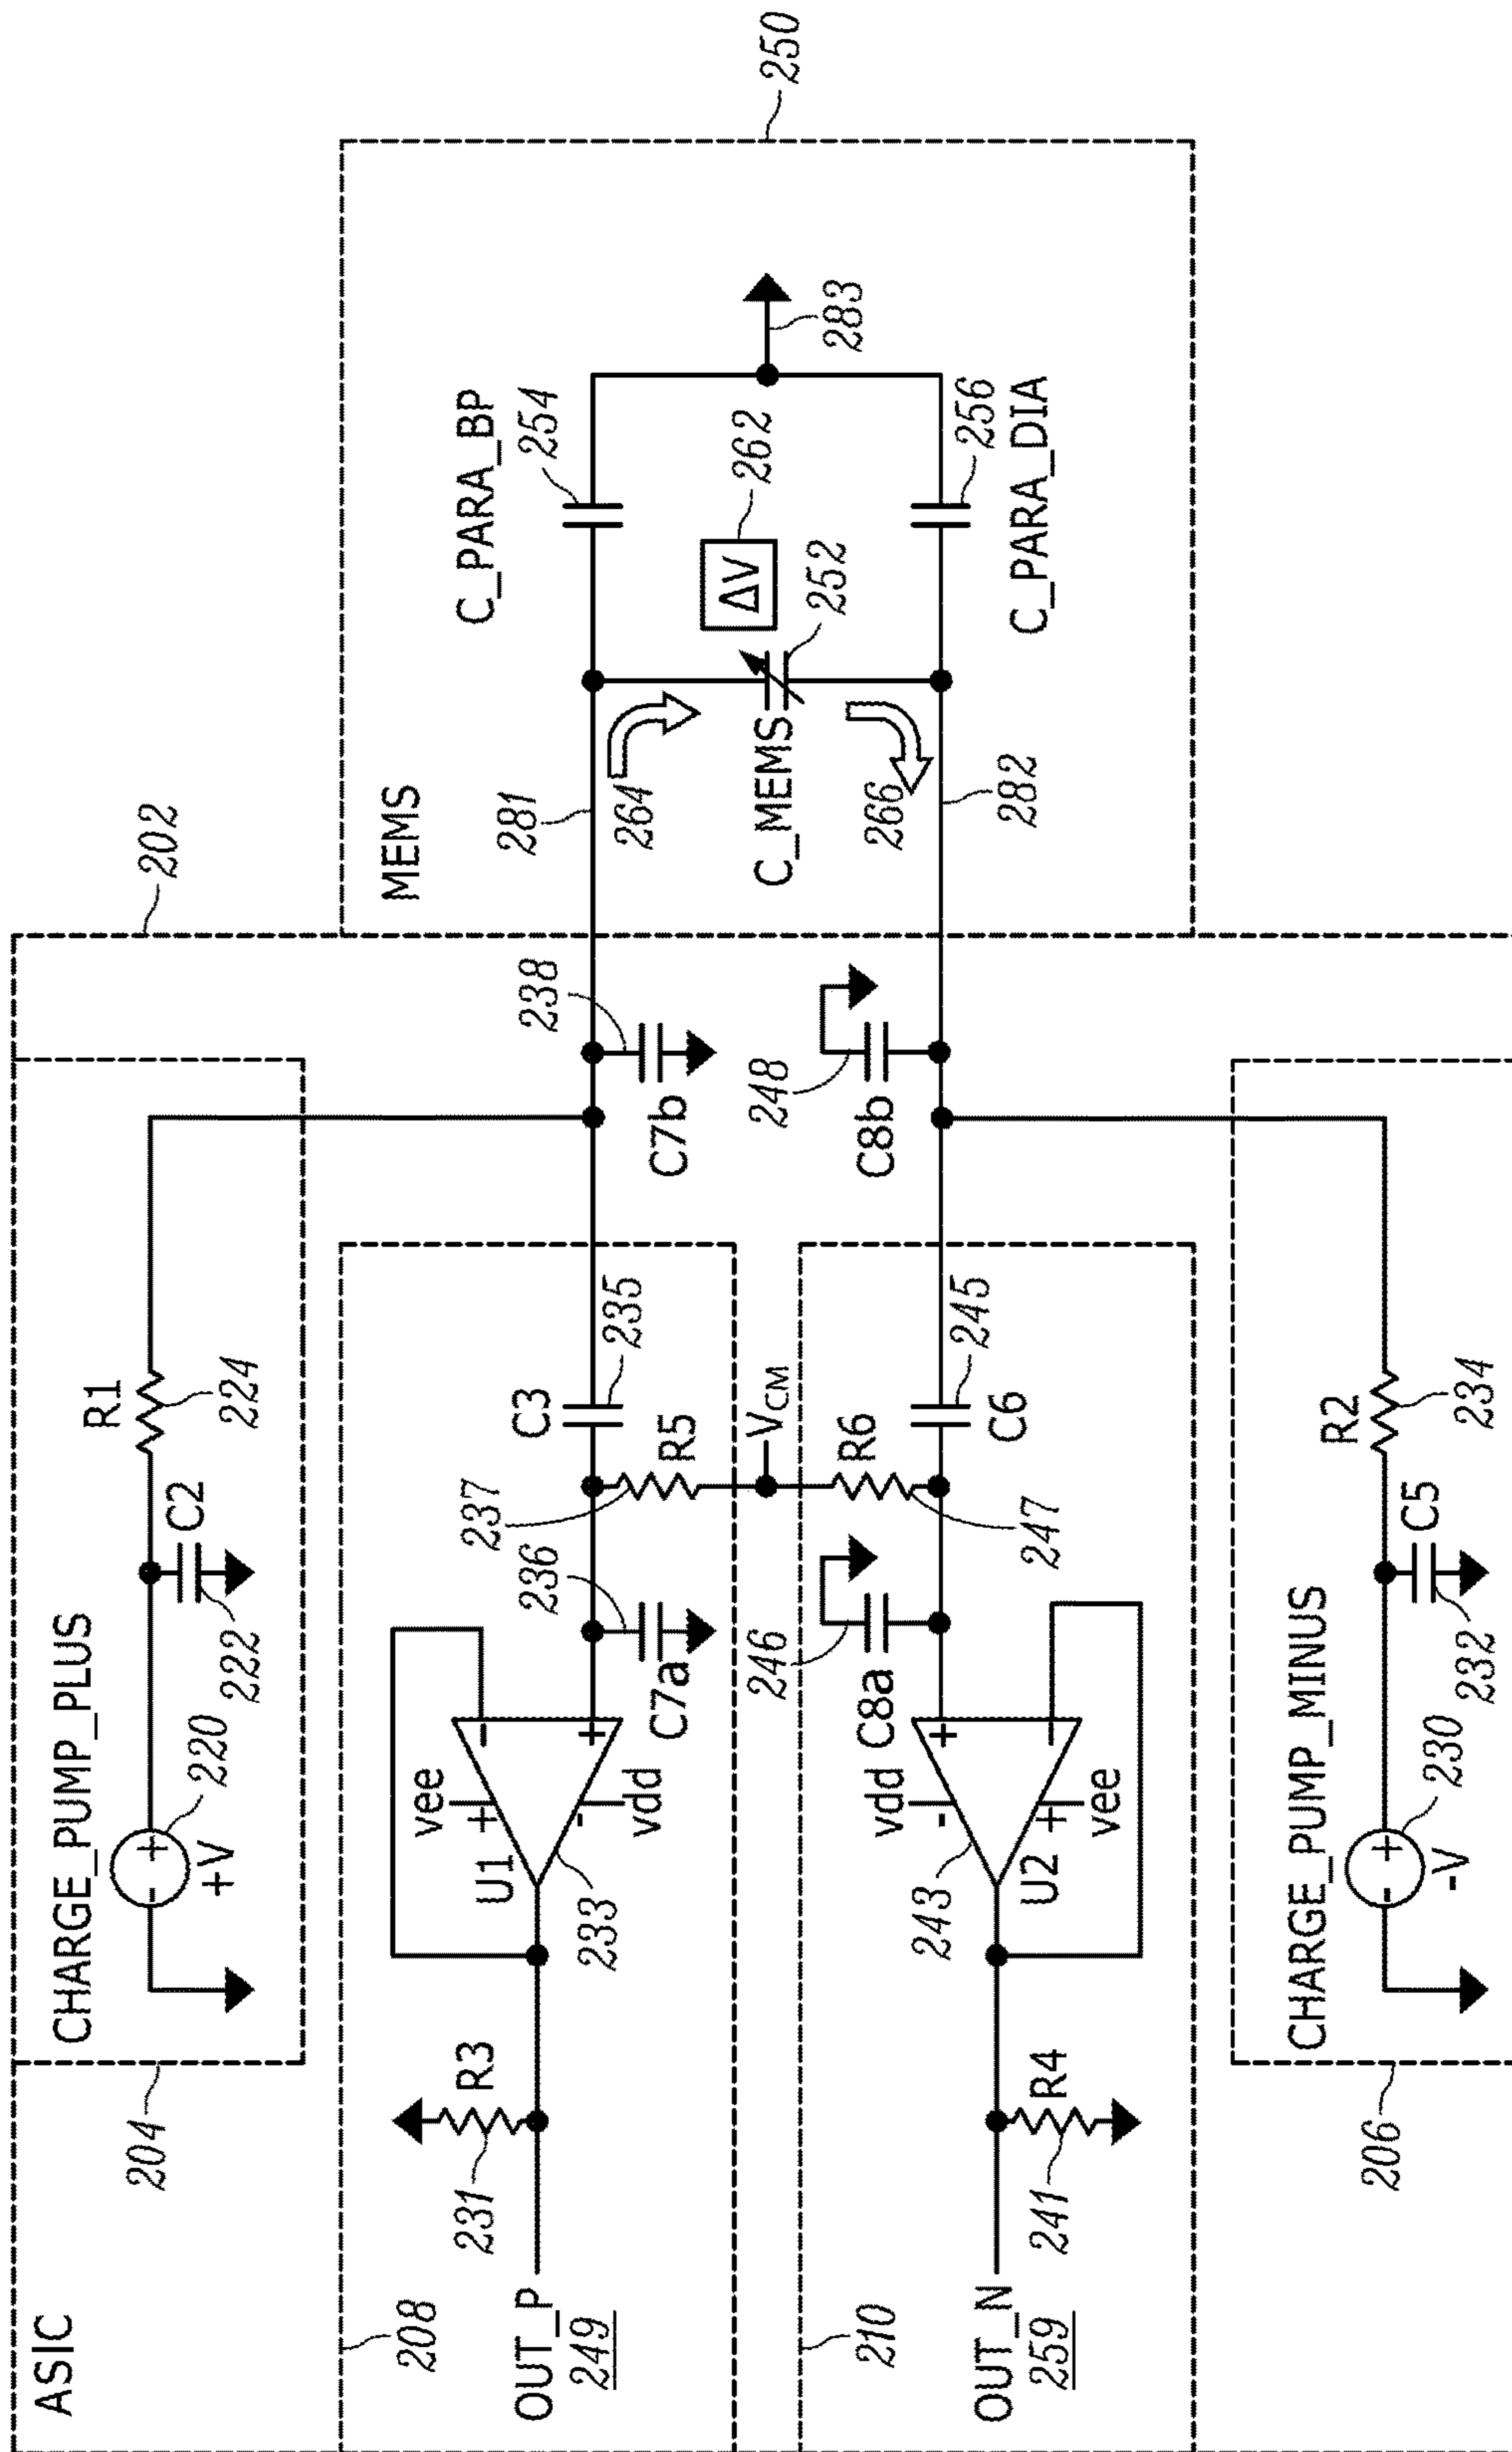 ASIC
202
204
CHARGE_PUMP_PLUS
220
+
-
+V
222
C2
R1
224
208
OUT_P
249
231
R3
U1
233
vee
+
-
vdd
-
+
C7a
236
237
R5
C3
235
238
C7b
V_CM
210
OUT_N
259
241
R4
U2
243
vdd
-
+
vee
+
-
C8a
246
247
R6
C6
245
248
C8b
206
CHARGE_PUMP_MINUS
230
+
-
-V
232
C5
R2
234
MEMS
250
281
264
C_MEMS
252
266
282
ΔV
262
C_PARA_BP
254
C_PARA_DIA
256
283